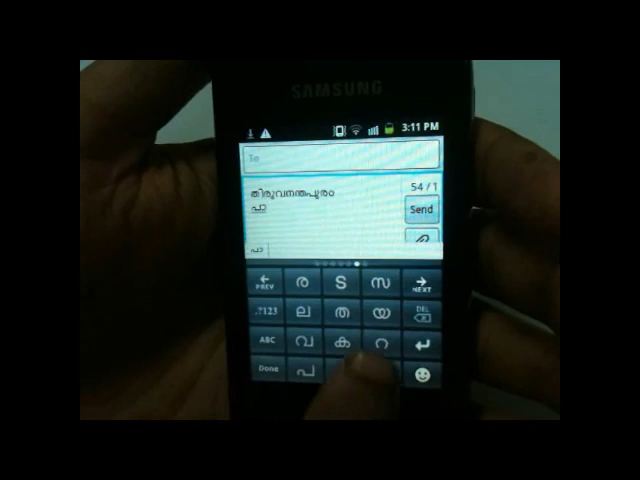 SAMSUNG
3:11 PM
To
തിരുവനന്തപുരം
പാ
54 / 1
Send
പാ
PREV ര ട സ NEXT
.?123 ല ത യ DEL
ABC വ ക റ
Done പ